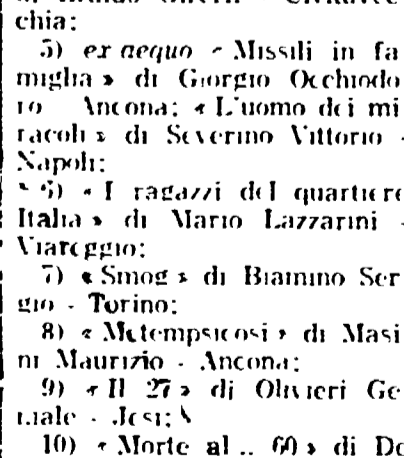 chia;
5) ex aequo « Missili in fa
miglia » di Giorgio Occhiodo
ro Ancona; « L'uomo dei mi
racoli » di Severino Vittorio -
Napoli;
6) « I ragazzi del quartiere
Italia » di Mario Lazzarini -
Viareggio;
7) « Smog » di Biamino Ser
gio - Torino;
8) « Metempsicosi » di Masi
ni Maurizio - Ancona;
9) « Il 27 » di Olivieri Ge
niale - Jesi;
10) « Morte al .. 60 » di De